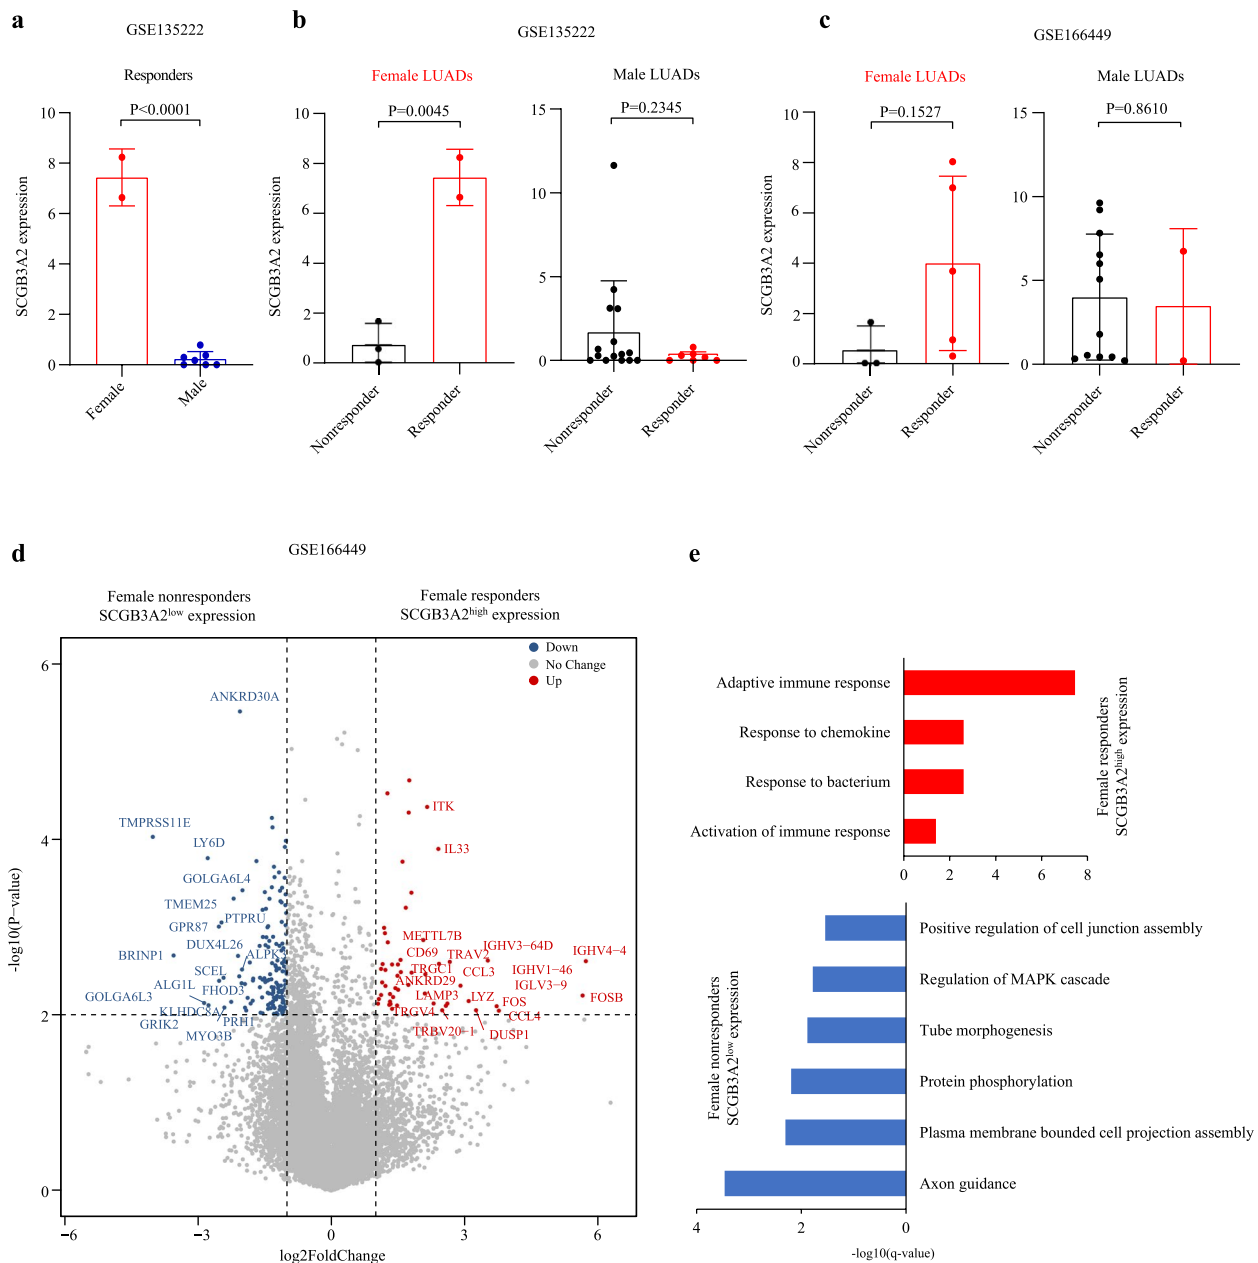 a
GSE135222
Responders
P<0.0001
SCGB3A2 expression
10
8
6
4
2
0
Female
Male
b
GSE135222
Female LUADs
P=0.0045
SCGB3A2 expression
10
8
6
4
2
0
Nonresponder
Responder
Male LUADs
P=0.2345
15
10
5
0
Nonresponder
Responder
c
GSE166449
Female LUADs
P=0.1527
SCGB3A2 expression
10
8
6
4
2
0
Nonresponder
Responder
Male LUADs
P=0.8610
15
10
5
0
Nonresponder
Responder
d
GSE166449
Female nonresponders
SCGB3A2low expression
Female responders
SCGB3A2high expression
Down
No Change
Up
-log10(P-value)
6
4
2
0
ANKRD30A
TMPRSS11E
LY6D
GOLGA6L4
TMEM25
PTPRU
GPR87
DUX4L26
BRINP1
ALPK2
SCEL
ALG1L
FHOD3
GOLGA6L3
KLHDC8A
GRIK2
PRH1
MYO3B
ITK
IL33
METTL7B
IGHV3-64D
CD69
TRAV2
IGHV4-4
TRGC1
CCL3
IGHV1-46
ANKRD29
IGLV3-9
LAMP3
LYZ
FOS
FOSB
TRGV4
CCL4
TRBV20-1
DUSP1
−6
−3
0
3
6
log2FoldChange
e
Adaptive immune response
Response to chemokine
Response to bacterium
Activation of immune response
0
2
4
6
8
Female responders
SCGB3A2high expression
Female nonresponders
SCGB3A2low expression
Positive regulation of cell junction assembly
Regulation of MAPK cascade
Tube morphogenesis
Protein phosphorylation
Plasma membrane bounded cell projection assembly
Axon guidance
4
2
0
-log10(q-value)